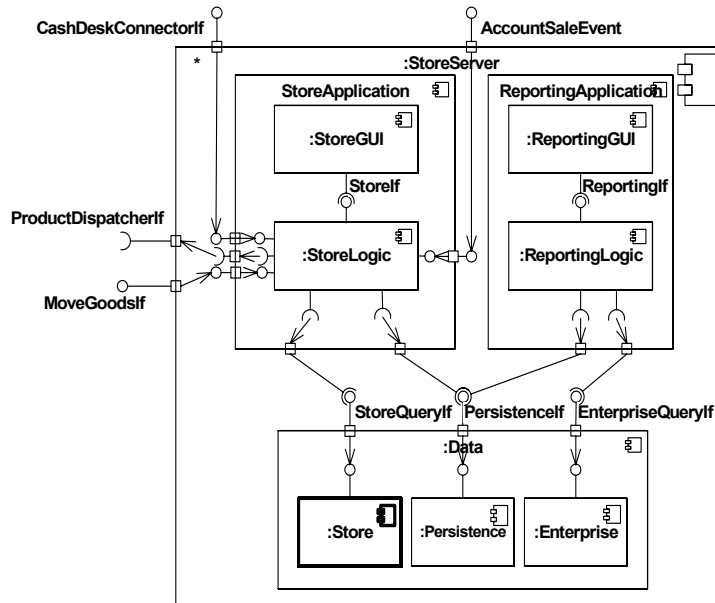 CashDeskConnectorIf
AccountSaleEvent
*
:StoreServer
StoreApplication
ReportingApplication
:StoreGUI
:ReportingGUI
StoreIf
ReportingIf
ProductDispatcherIf
:StoreLogic
:ReportingLogic
MoveGoodsIf
StoreQueryIf
PersistenceIf
EnterpriseQueryIf
:Data
:Store
:Persistence
:Enterprise